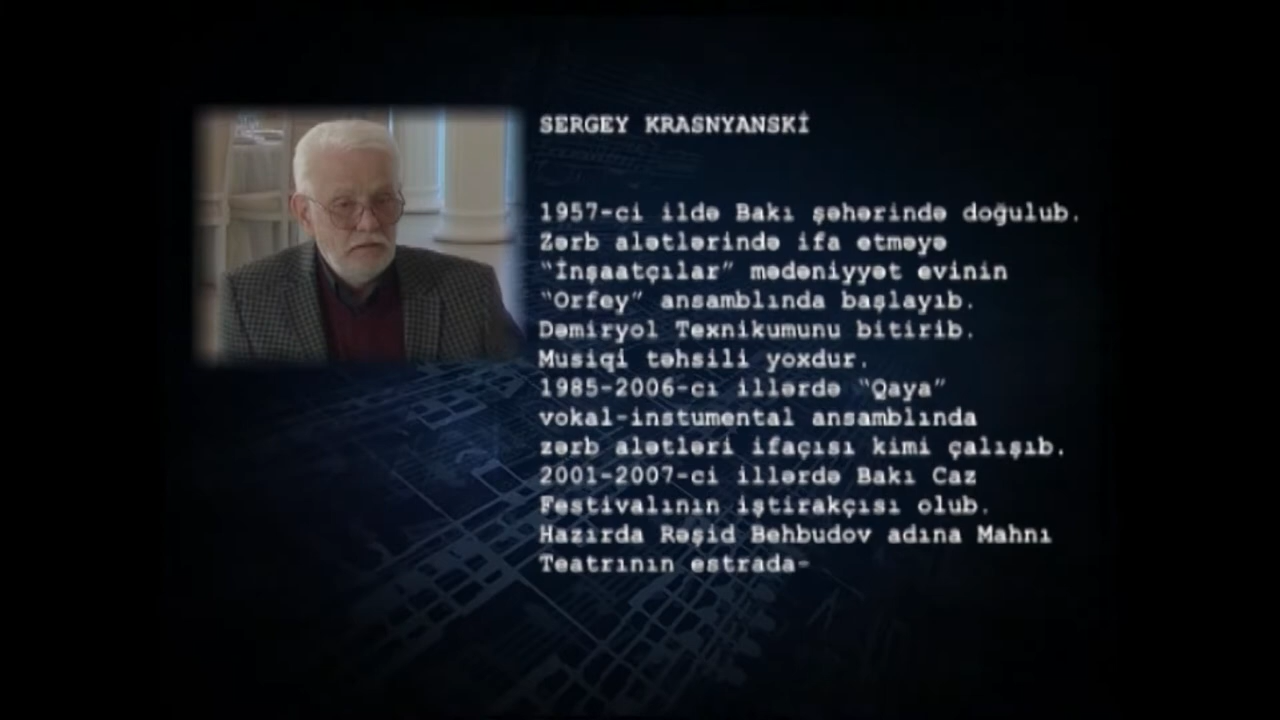 SERGEY KRASNYANSKİ
1957-ci ildə Bakı şəhərində doğulub.
Zərb alətlərində ifa etməyə
“İnşaatçılar” mədəniyyət evinin
“Orfey” ansamblında başlayıb.
Dəmiryol Texnikumunu bitirib.
Musiqi təhsili yoxdur.
1985-2006-cı illərdə “Qaya”
vokal-instumental ansamblında
zərb alətləri ifaçısı kimi çalışıb.
2001-2007-ci illərdə Bakı Caz
Festivalının iştirakçısı olub.
Hazırda Rəşid Behbudov adına Mahnı
Teatrının estrada-